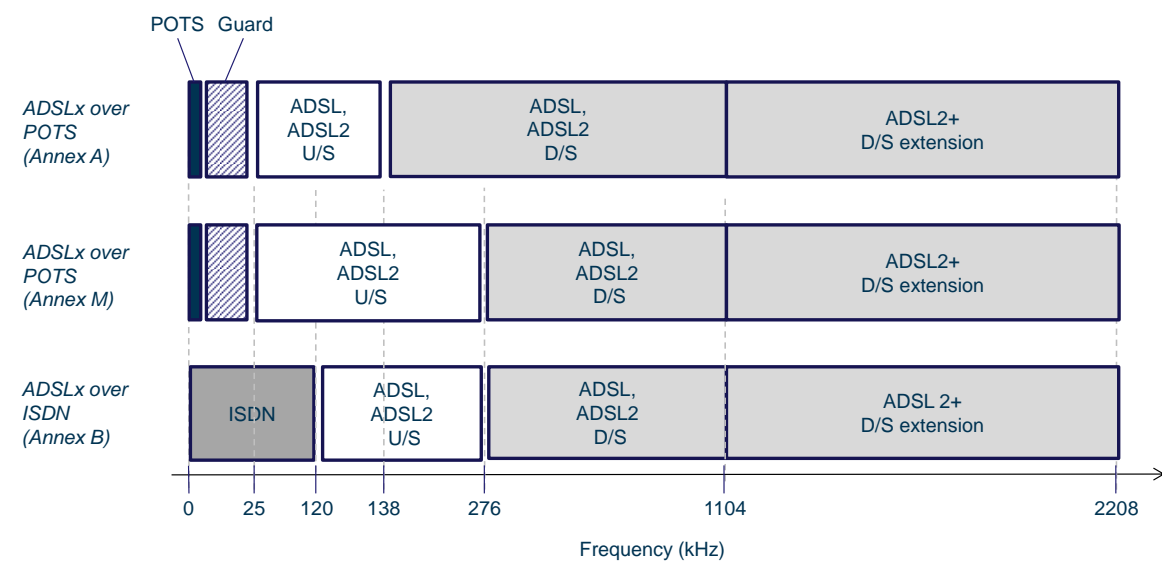 POTS Guard
ADSLx over
POTS
(Annex A)
ADSL,
ADSL2
U/S
ADSL,
ADSL2
D/S
ADSL2+
D/S extension
ADSLx over
POTS
(Annex M)
ADSL,
ADSL2
U/S
ADSL,
ADSL2
D/S
ADSL2+
D/S extension
ADSLx over
ISDN
(Annex B)
ISDN
ADSL,
ADSL2
U/S
ADSL,
ADSL2
D/S
ADSL 2+
D/S extension
0 25 120 138 276 1104 2208
Frequency (kHz)